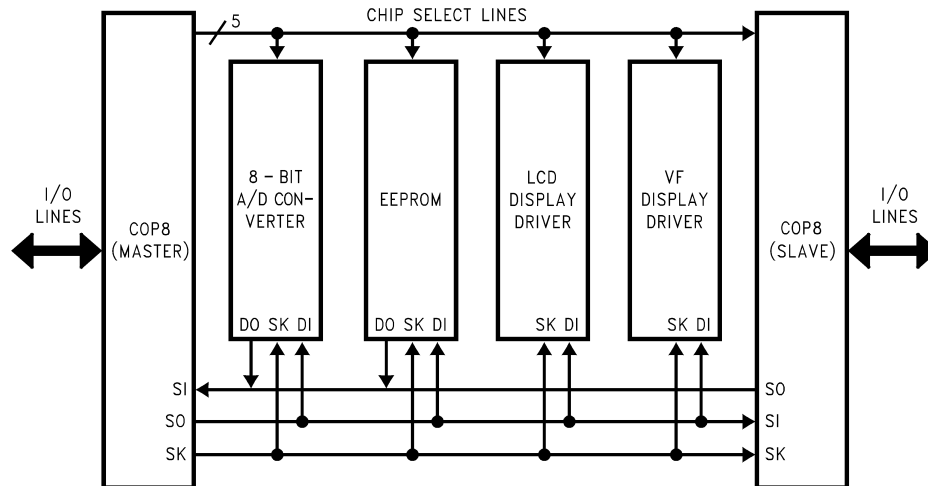 5
CHIP SELECT LINES
I/O
LINES
COP8
(MASTER)
8 – BIT
A/D CON-
VERTER
EEPROM
LCD
DISPLAY
DRIVER
VF
DISPLAY
DRIVER
COP8
(SLAVE)
I/O
LINES
DO SK DI
DO SK DI
SK DI
SK DI
SI
SO
SK
SO
SI
SK